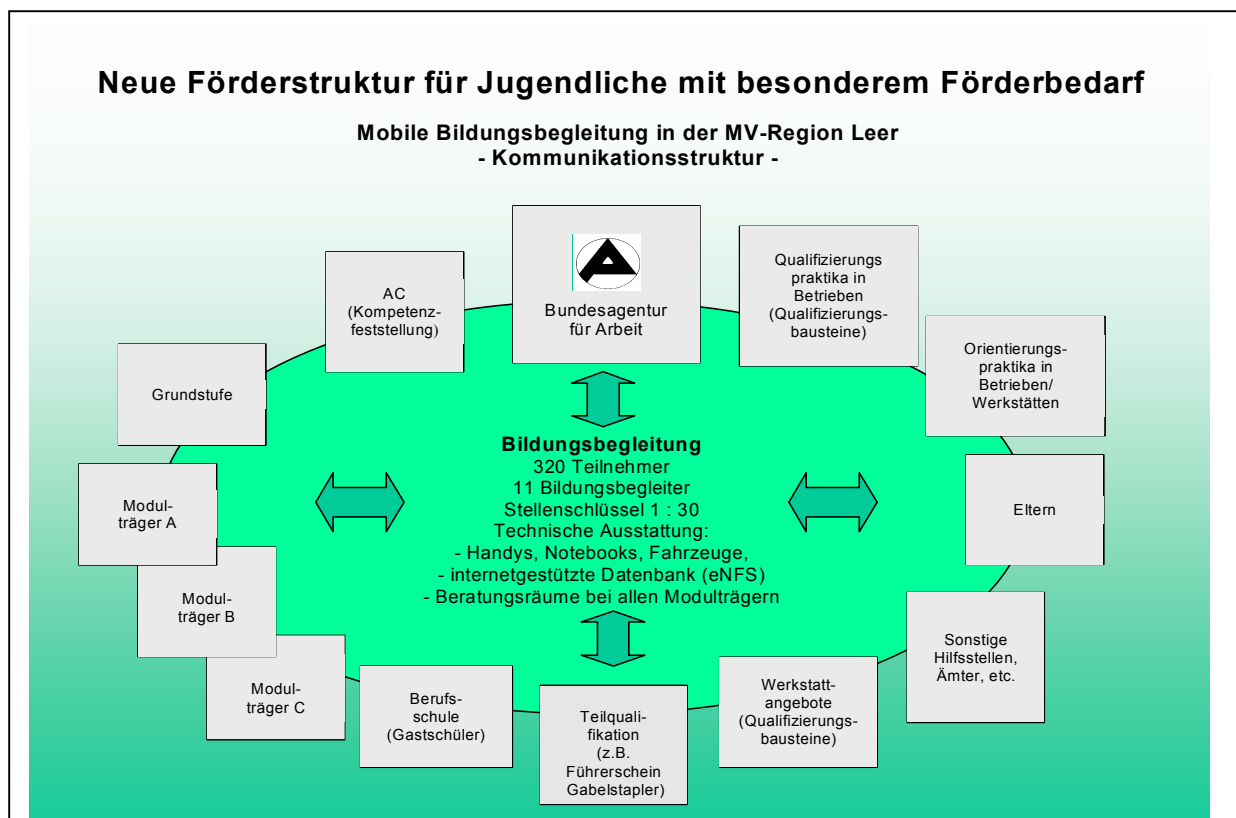 Neue Förderstruktur für Jugendliche mit besonderem Förderbedarf
Mobile Bildungsbegleitung in der MV-Region Leer
- Kommunikationsstruktur -
Bundesagentur
für Arbeit
AC
(Kompetenz-
feststellung)
Qualifizierungs
praktika in
Betrieben
(Qualifizierungs-
bausteine)
Grundstufe
Orientierungs-
praktika in
Betrieben/
Werkstätten
Modul-
träger A
Bildungsbegleitung
320 Teilnehmer
11 Bildungsbegleiter
Stellenschlüssel 1 : 30
Technische Ausstattung:
- Handys, Notebooks, Fahrzeuge,
- internetgestützte Datenbank (eNFS)
- Beratungsräume bei allen Modulträgern
Eltern
Modul-
träger B
Modul-
träger C
Berufs-
schule
(Gastschüler)
Teilquali-
fikation
(z.B.
Führerschein
Gabelstapler)
Werkstatt-
angebote
(Qualifizierungs-
bausteine)
Sonstige
Hilfsstellen,
Ämter, etc.